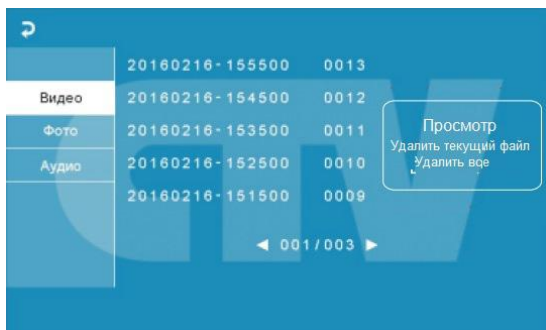 20160216-155500 0013
Видео 20160216-154500 0012
Фото 20160216-153500 0011
Аудио 20160216-152500 0010
20160216-151500 0009
Просмотр
Удалить текущий файл
Удалить все
001/003
CTV